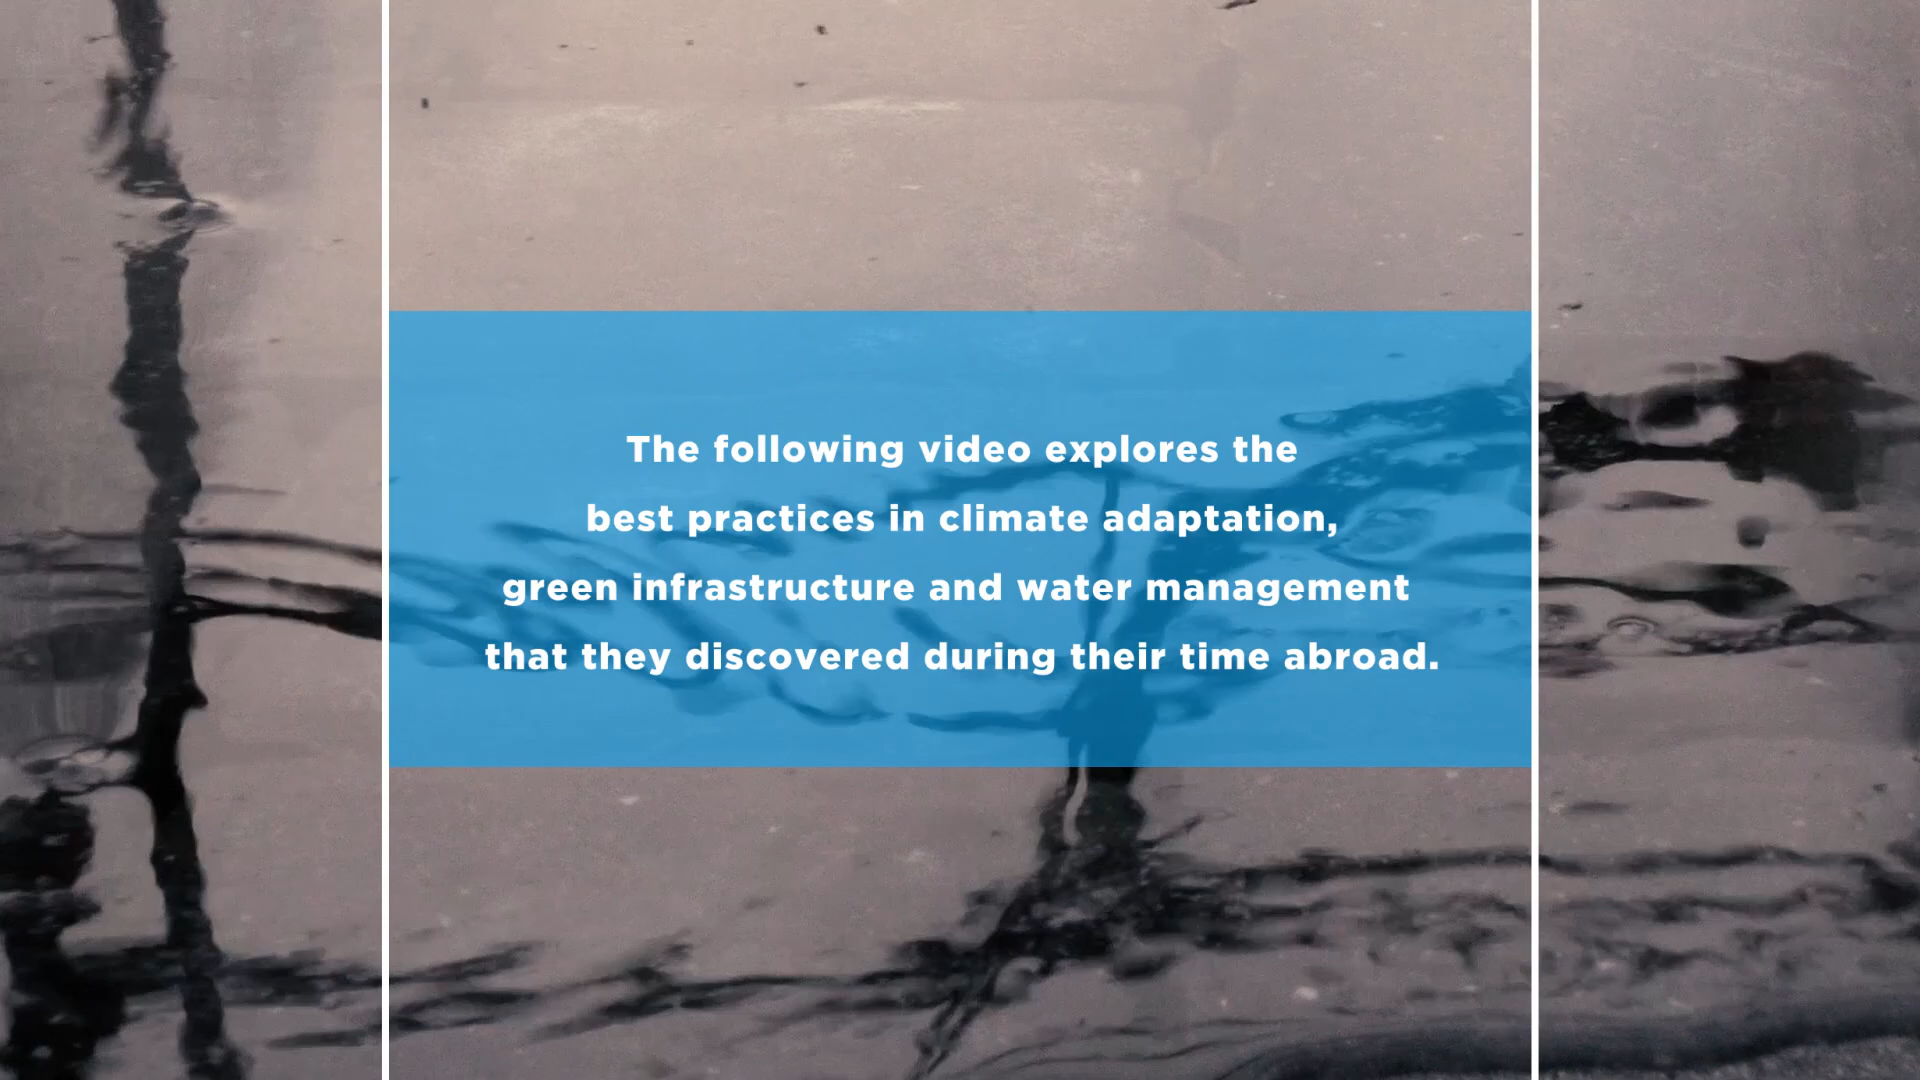 The following video explores the
best practices in climate adaptation,
green infrastructure and water management
that they discovered during their time abroad.